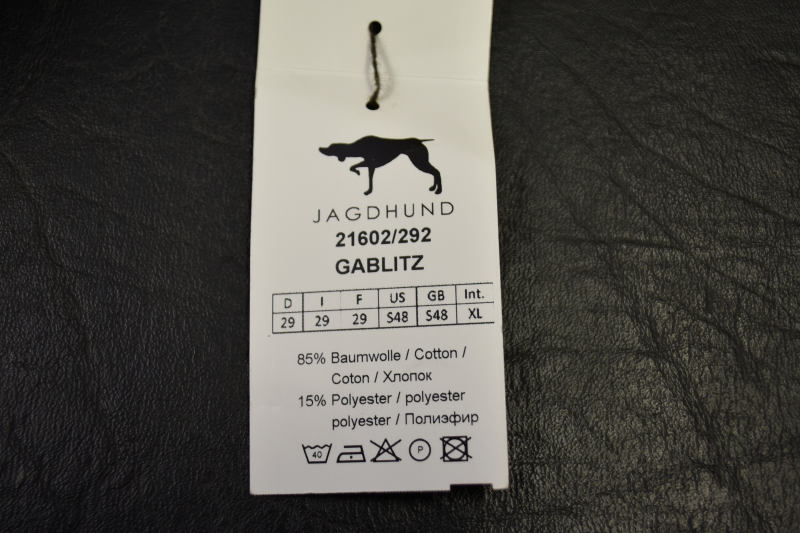 JAGDHUND
21602/292
GABLITZ
D I F US GB Int.
29 29 29 S48 S48 XL
85% Baumwolle / Cotton /
Coton / Хлопок
15% Polyester / polyester
polyester / Полиэфир
40 P